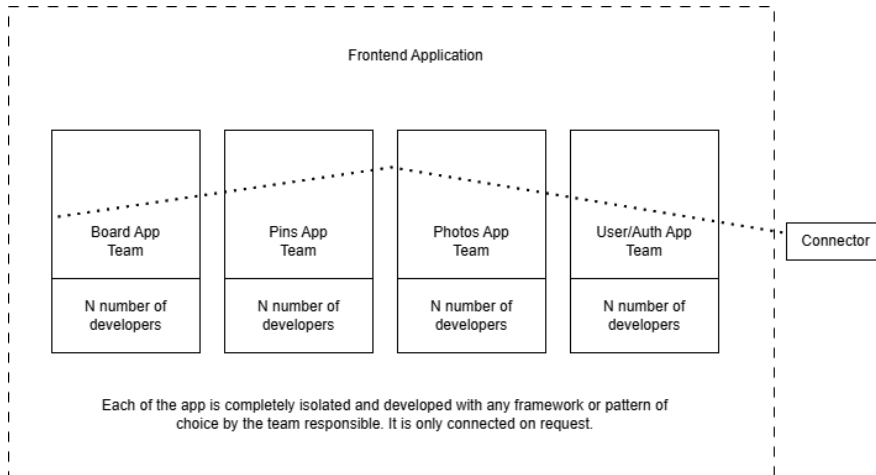 Frontend Application
Board App
Team
Pins App
Team
Photos App
Team
User/Auth App
Team
Connector
N number of
developers
N number of
developers
N number of
developers
N number of
developers
Each of the app is completely isolated and developed with any framework or pattern of
choice by the team responsible. It is only connected on request.